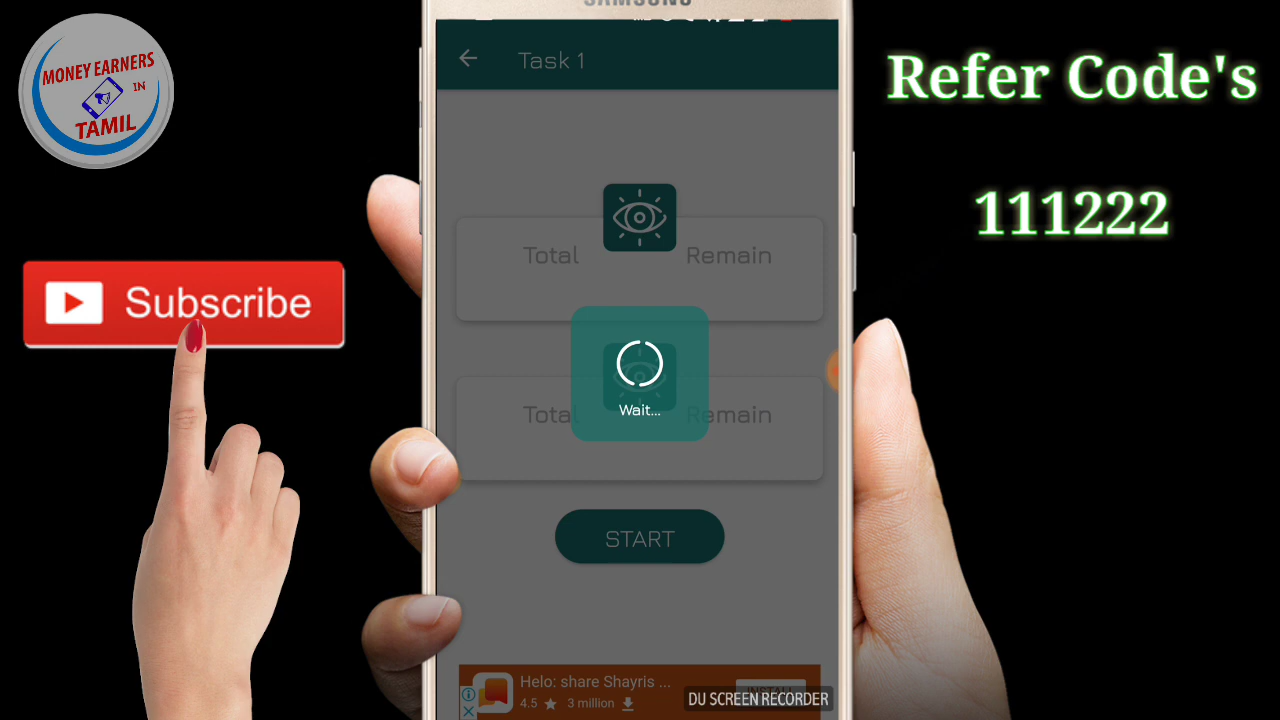 SAMSUNG
Task 1
Refer Code's
111222
MONEY EARNERS
IN
TAMIL
Subscribe
Total Remain
Wait...
Total Remain
START
Helo: share Shayris ...
4.5 3 million
DU SCREEN RECORDER